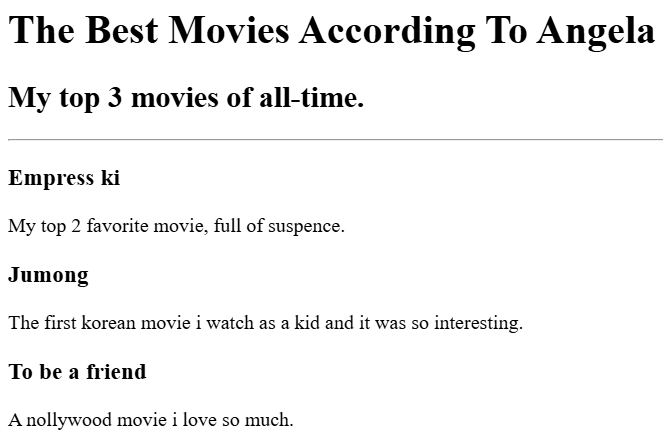 The Best Movies According To Angela
My top 3 movies of all-time.
Empress ki
My top 2 favorite movie, full of suspence.
Jumong
The first korean movie i watch as a kid and it was so interesting.
To be a friend
A nollywood movie i love so much.